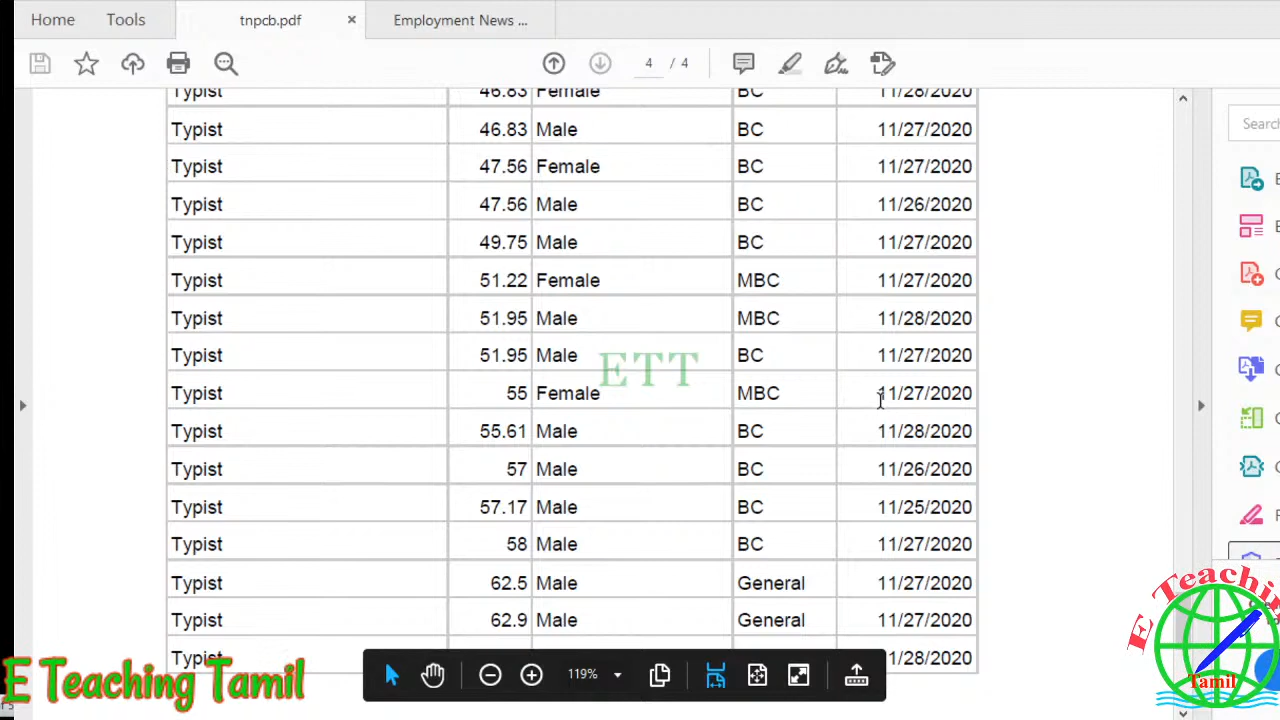 Home Tools tnpcb.pdf × Employment News ...
4 / 4
Search
Typist 46.83 Female BC 11/28/2020
Typist 46.83 Male BC 11/27/2020
Typist 47.56 Female BC 11/27/2020
Typist 47.56 Male BC 11/26/2020
Typist 49.75 Male BC 11/27/2020
Typist 51.22 Female MBC 11/27/2020
Typist 51.95 Male MBC 11/28/2020
Typist 51.95 Male BC 11/27/2020
ETT
Typist 55 Female MBC 11/27/2020
Typist 55.61 Male BC 11/28/2020
Typist 57 Male BC 11/26/2020
Typist 57.17 Male BC 11/25/2020
Typist 58 Male BC 11/27/2020
Typist 62.5 Male General 11/27/2020
Typist 62.9 Male General 11/27/2020
Typist 1/28/2020
119%
E Teaching Tamil
E Teachin
Tamil